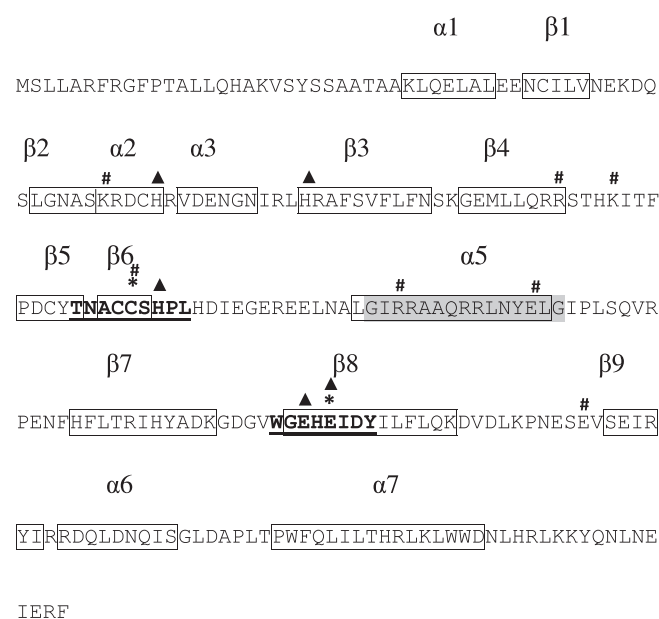 α1 β1
MSLLARFRGFPTALLQHAKVSYSSAATAAKLQELALEENCILVNEKDQ
β2 α2 α3 β3 β4
# ▲ ▲ # #
SLGNASKRDCHRVDENGNIRLHRAFSVFLFNSKGEMLLQRRSTHKITF
β5 β6 α5
#
* ▲ # #
PDCYTNACCSHPLHDIEGEREELNALGIRRAAQRRLNYELGIPLSQVR
β7 β8 β9
▲
▲ * #
PENFHFLTRIHYADKGDGVWGEHEIDYILFLQKDVDLKPNESEVSEIR
α6 α7
YIRRDQLDNQISGLDAPLTPWFQLILTHRLKLWWDNLHRLKKYQNLNE
IERF